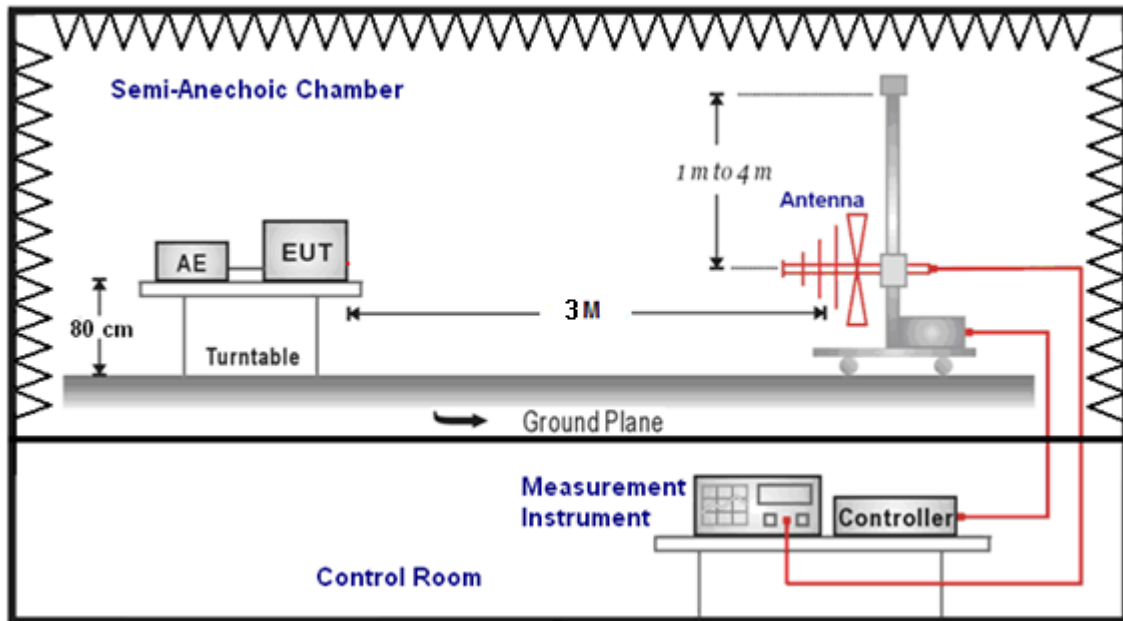 Semi-Anechoic Chamber
1 m to 4 m
Antenna
AE
EUT
80 cm
3 M
Turntable
Ground Plane
Measurement
Instrument
Controller
Control Room